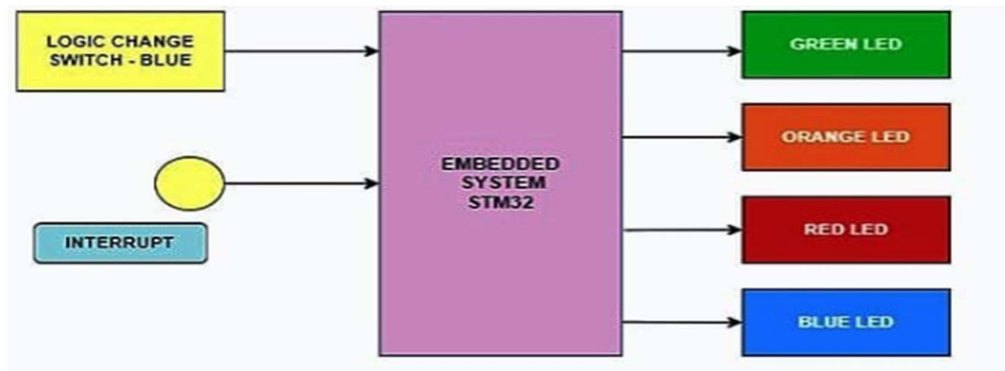 LOGIC CHANGE
SWITCH - BLUE
INTERRUPT
EMBEDDED
SYSTEM
STM32
GREEN LED
ORANGE LED
RED LED
BLUE LED